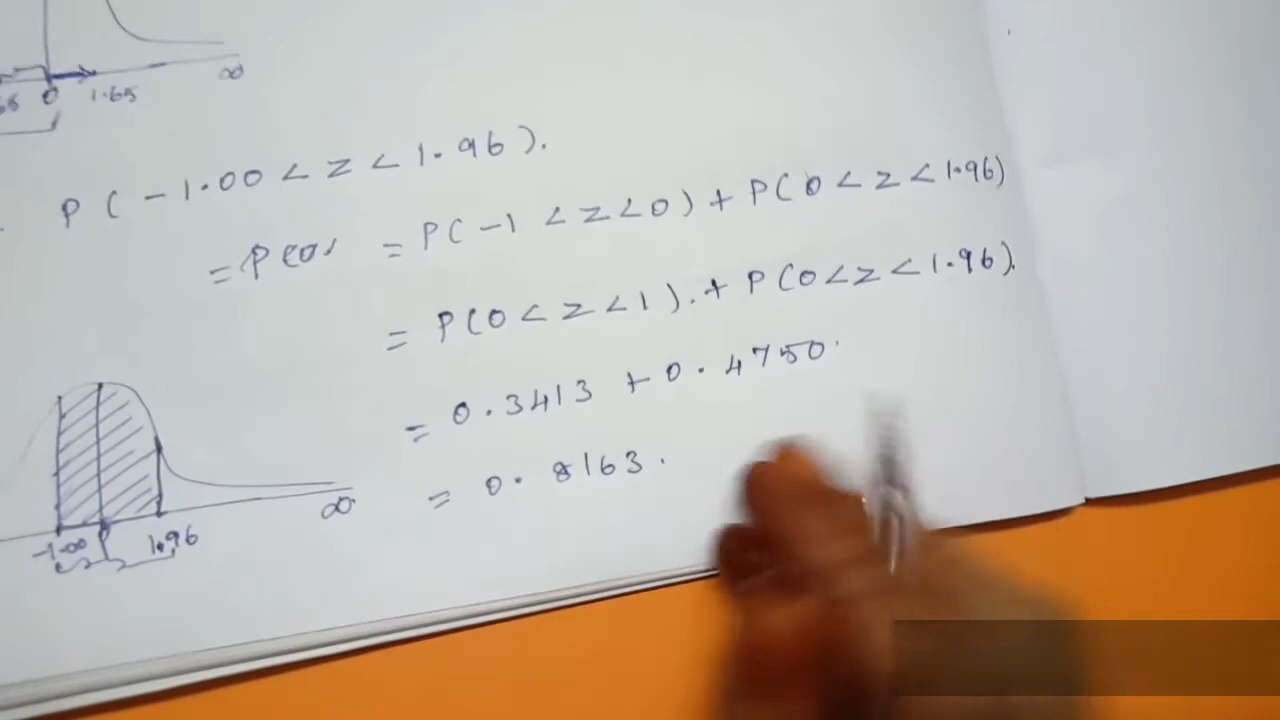 0 1.65 ∞
P(-1.00 < z < 1.96).
= P(0 = P(-1 < z < 0) + P(0 < z < 1.96)
= P(0 < z < 1). + P(0 < z < 1.96).
= 0.3413 + 0.4750.
= 0.8163.
-1.00 1.96 ∞